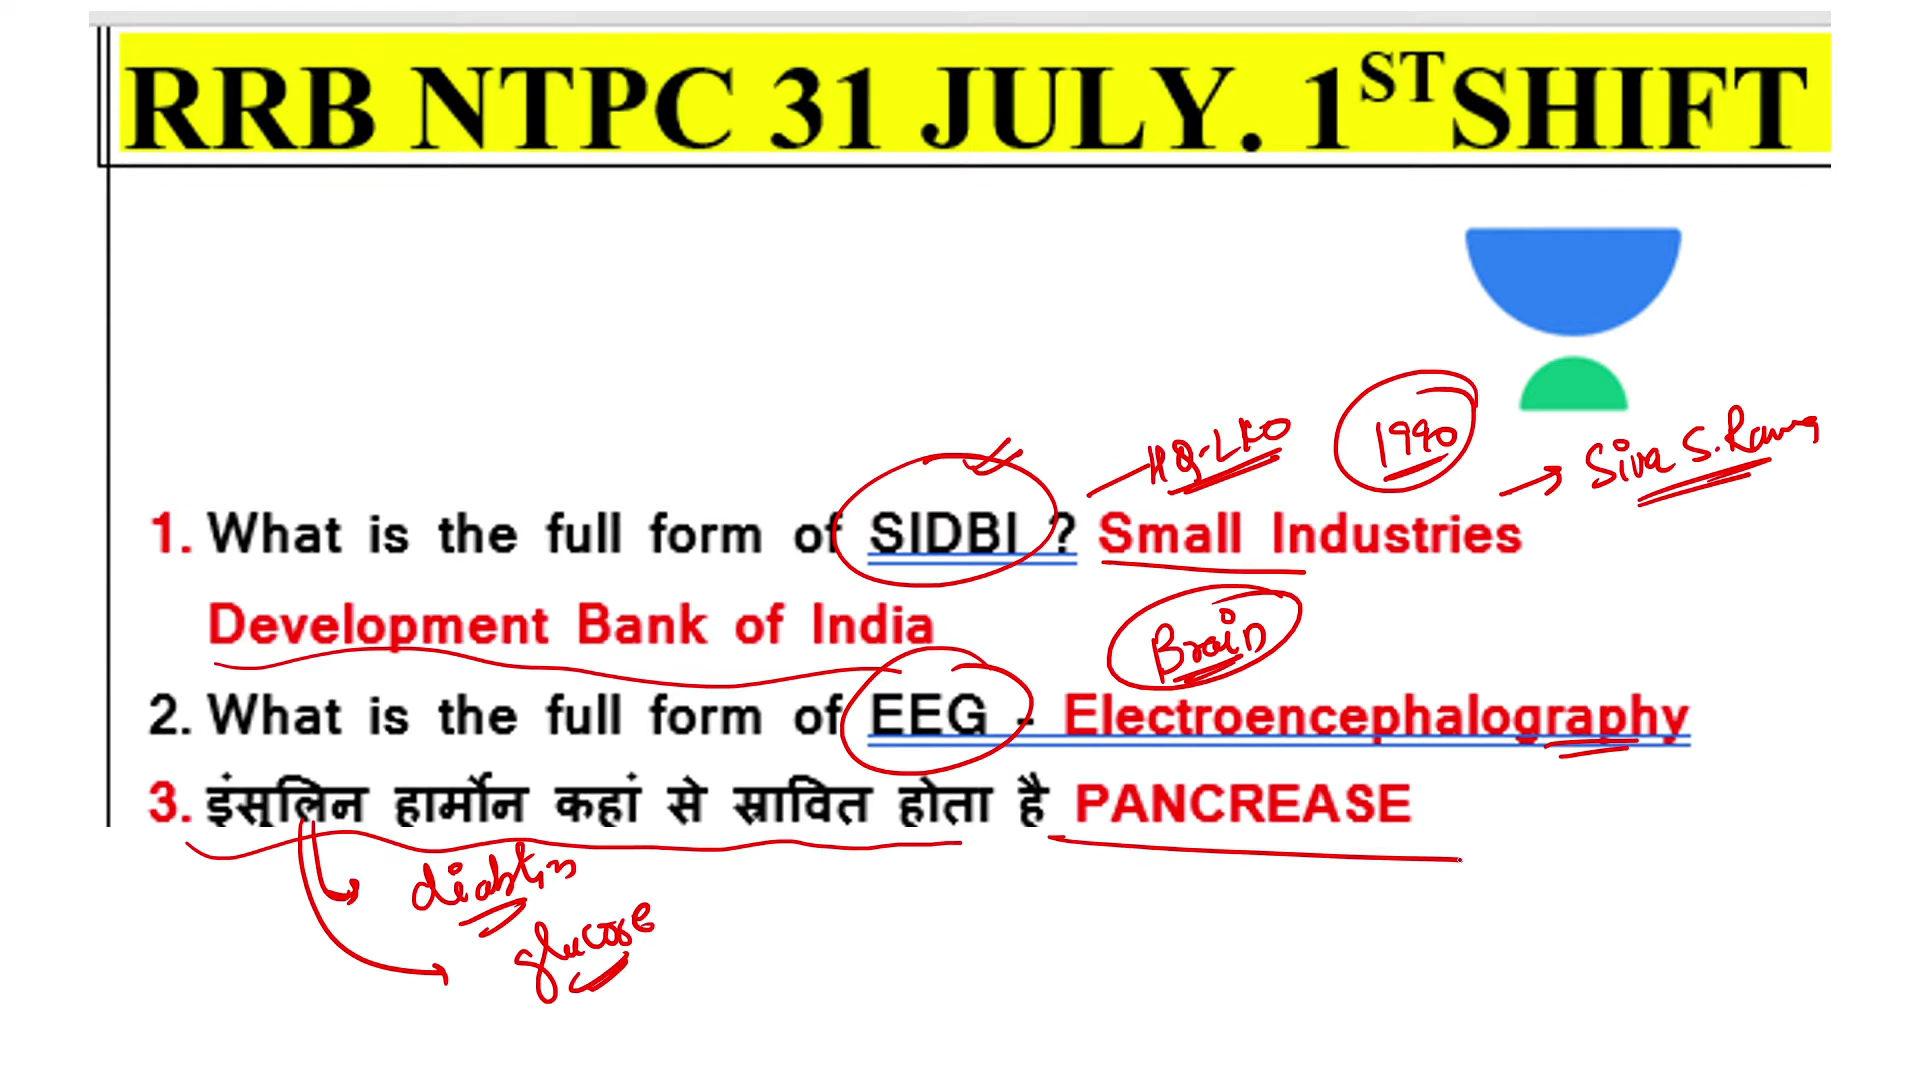 RRB NTPC 31 JULY. 1ST SHIFT
HQ-LKO
1990
Siva S. Raman
1. What is the full form of SIDBI ? Small Industries
Development Bank of India
Brain
2. What is the full form of EEG - Electroencephalography
3. इंसूलिन हार्मोन कहां से स्रावित होता है PANCREASE
glucose